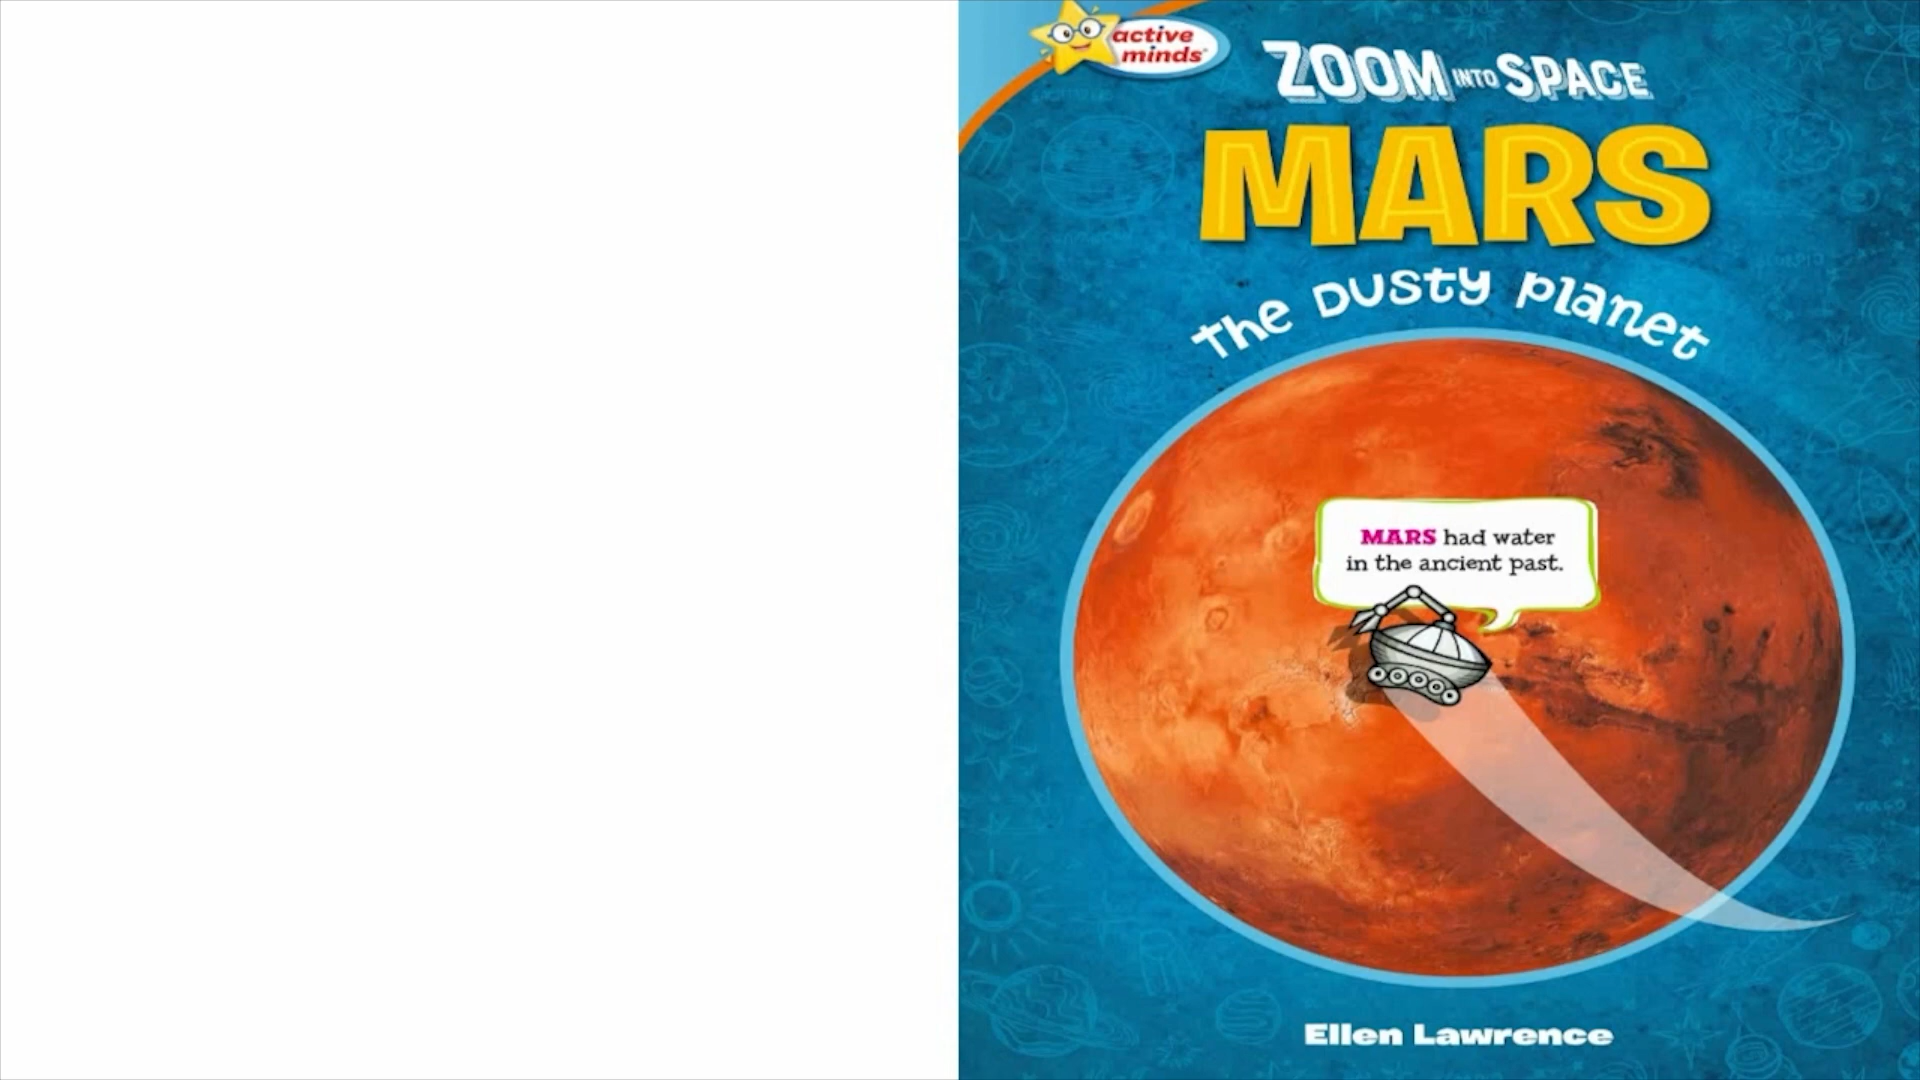 active
minds
ZOOM INTO SPACE
MARS
The Dusty Planet
MARS had water
in the ancient past.
Ellen Lawrence